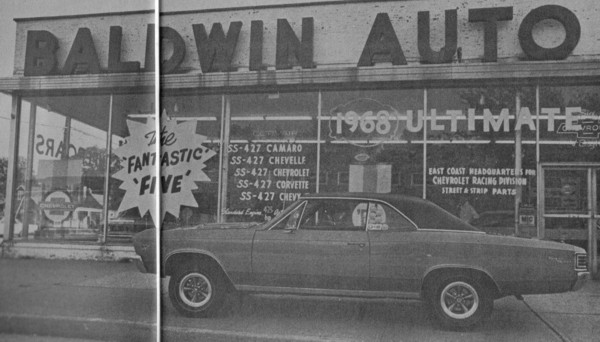 BALDWIN AUTO
1968 ULTIMATE
The
"FANTASTIC
FIVE"
SS-427 CAMARO
SS-427 CHEVELLE
SS-427 CHEVROLET
SS-427 CORVETTE
SS-427 CHEVY
EAST COAST HEADQUARTERS FOR
CHEVROLET RACING DIVISION
STREET & STRIP PARTS
CARS